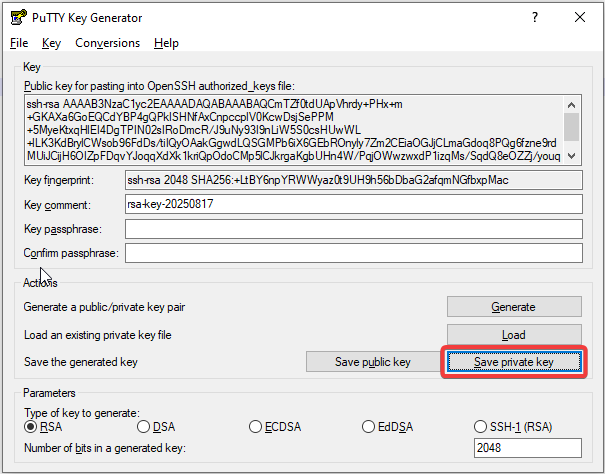 PuTTY Key Generator
File Key Conversions Help
Key
Public key for pasting into OpenSSH authorized_keys file:
ssh-rsa AAAAB3NzaC1yc2EAAAADAQABAAABAQCmTZf0tdUApVhrdy+PHx+m
+GKAXa6GoEQCdYBP4gQPkISHNfAxCnpccplV0KcwDsjSePPM
+5MyeKtxqHIEI4DgTPIN02sIRoDmcR/J9uNy93I9nLiW5S0csHUwWL
+ILK3KdBrylCWsob96FdDs/tilQyOAakGgwdLQSGMPb6iX6GEbROnyly7Zm2CEiaOGJjCLmaGdoq8PQg6fzne9rd
MUiJCijH6OIZpFDqvYJoqqXdXk1kriQpOdoCMp5lCJkrgaKgbUHn4W/PqjOWwzwxdP1izqMs/SqdQ8eOZZj/youq
Key fingerprint: ssh-rsa 2048 SHA256:+LtBY6npYRWWyaz0t9UH9h56bDbaG2afqmNGfbxpMac
Key comment: rsa-key-20250817
Key passphrase:
Confirm passphrase:
Actions
Generate a public/private key pair Generate
Load an existing private key file Load
Save the generated key Save public key Save private key
Parameters
Type of key to generate:
RSA DSA ECDSA EdDSA SSH-1 (RSA)
Number of bits in a generated key: 2048